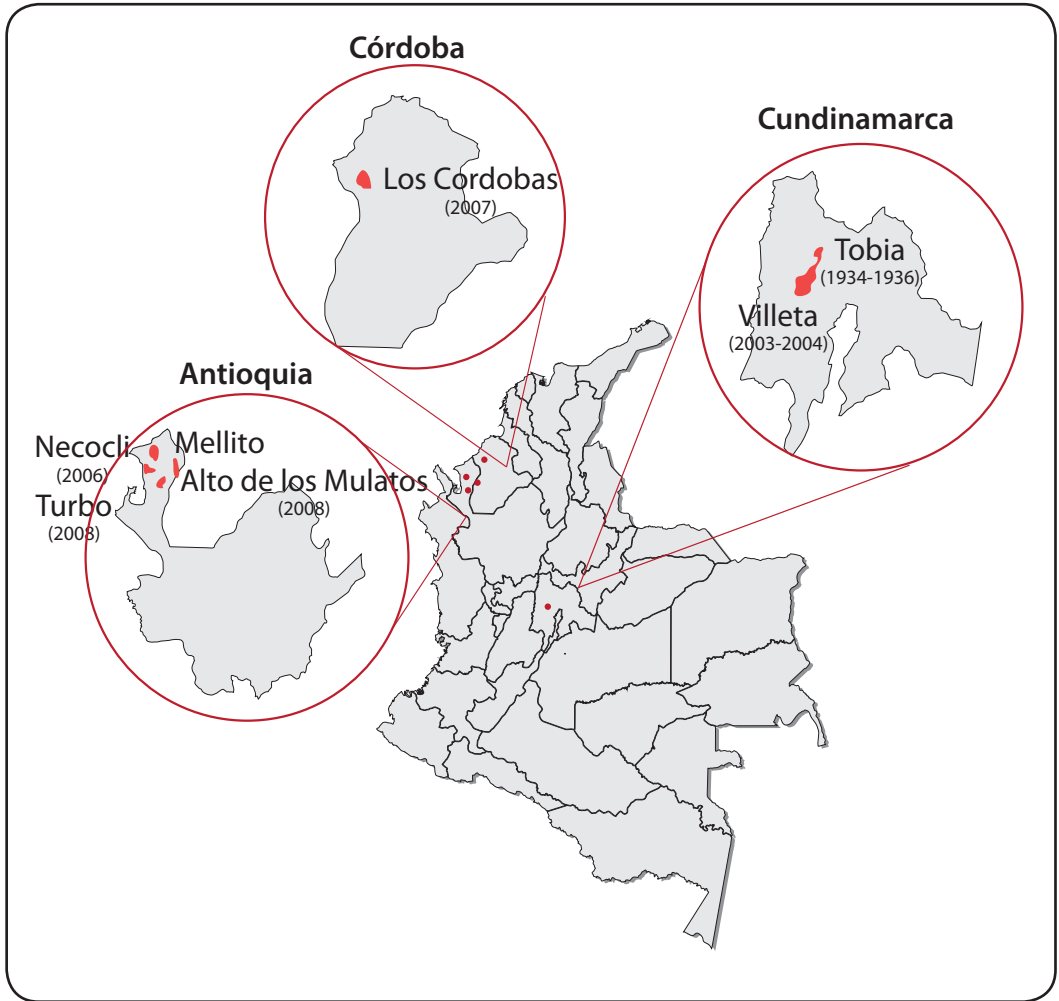 Córdoba
Los Cordobas
(2007)
Cundinamarca
Tobia
(1934-1936)
Villeta
(2003-2004)
Antioquia
Necocli
(2006)
Mellito
Alto de los Mulatos
(2008)
Turbo
(2008)